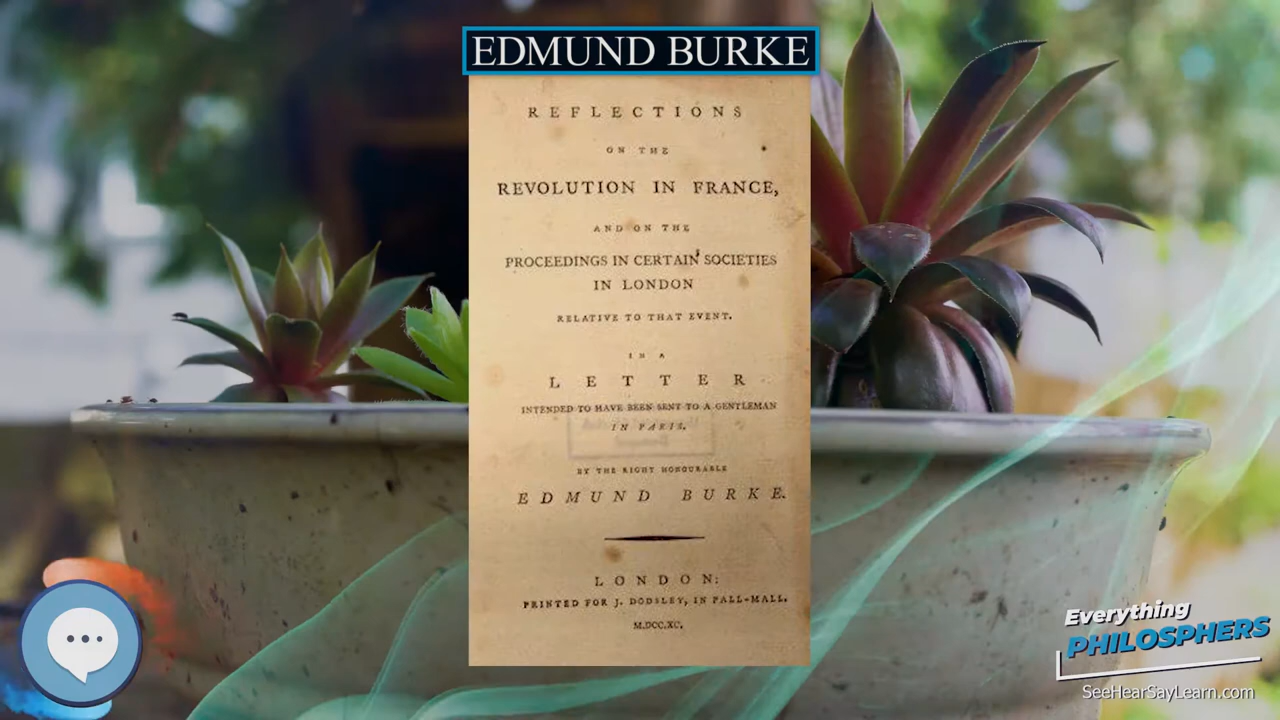 EDMUND BURKE
REFLECTIONS
ON THE
REVOLUTION IN FRANCE,
AND ON THE
PROCEEDINGS IN CERTAIN SOCIETIES
IN LONDON
RELATIVE TO THAT EVENT.
IN A
LETTER
INTENDED TO HAVE BEEN SENT TO A GENTLEMAN
IN PARIS.
BY THE RIGHT HONOURABLE
EDMUND BURKE.
LONDON:
PRINTED FOR J. DODSLEY, IN PALL-MALL.
M.DCC.XC.
Everything
PHILOSPHERS
SeeHearSayLearn.com